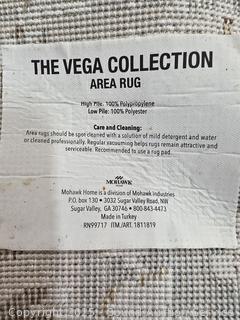 THE VEGA COLLECTION
AREA RUG
High Pile: 100% Polypropylene
Low Pile: 100% Polyester
Care and Cleaning:
Area rugs should be spot cleaned with a solution of mild detergent and water
or cleaned professionally. Regular vacuuming helps rugs remain attractive and
serviceable. Recommended to use a rug pad.
MOHAWK
HOME
Mohawk Home is a division of Mohawk Industries
P.O. box 130 • 3032 Sugar Valley Road, NW
Sugar Valley, GA 30746 • 800-843-4473
Made in Turkey
RN99717 ITM./ART.1811819